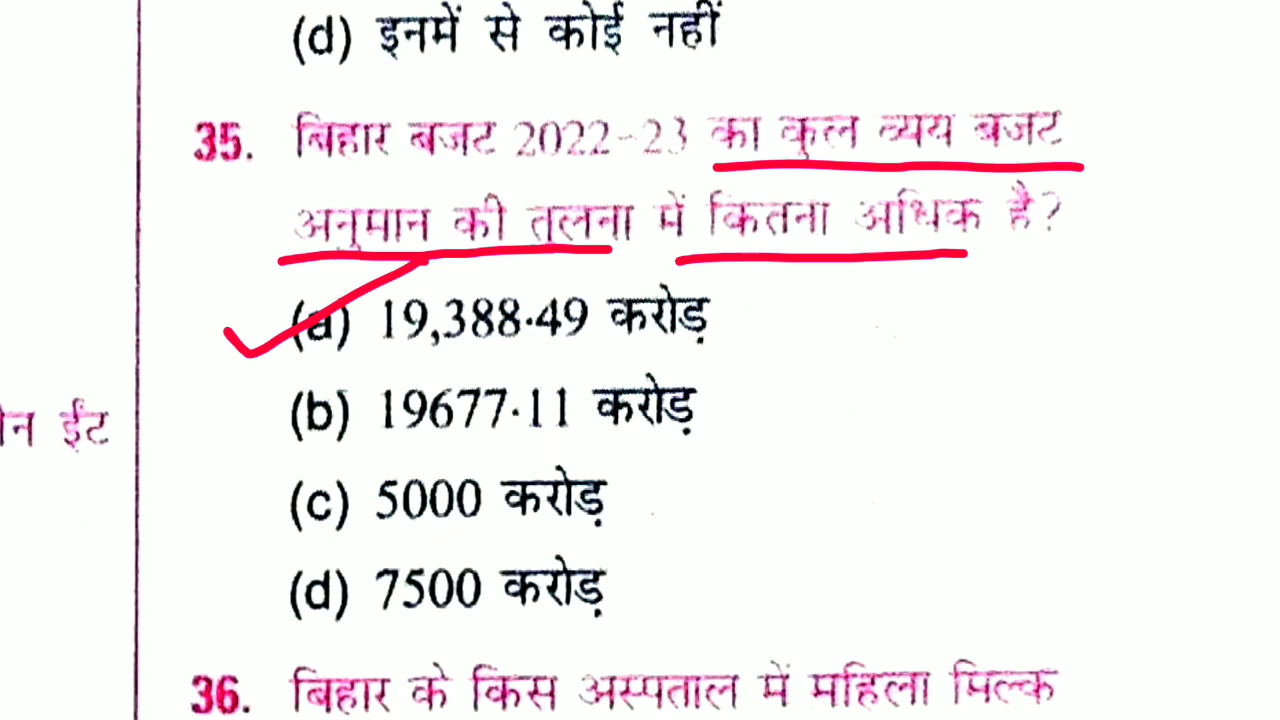 (d) इनमें से कोई नहीं
35. बिहार बजट 2022-23 का कुल व्यय बजट
अनुमान की तुलना में कितना अधिक है?
(a) 19,388·49 करोड़
(b) 19677·11 करोड़
(c) 5000 करोड़
ईंट
(d) 7500 करोड़
36. बिहार के किस अस्पताल में महिला मिल्क